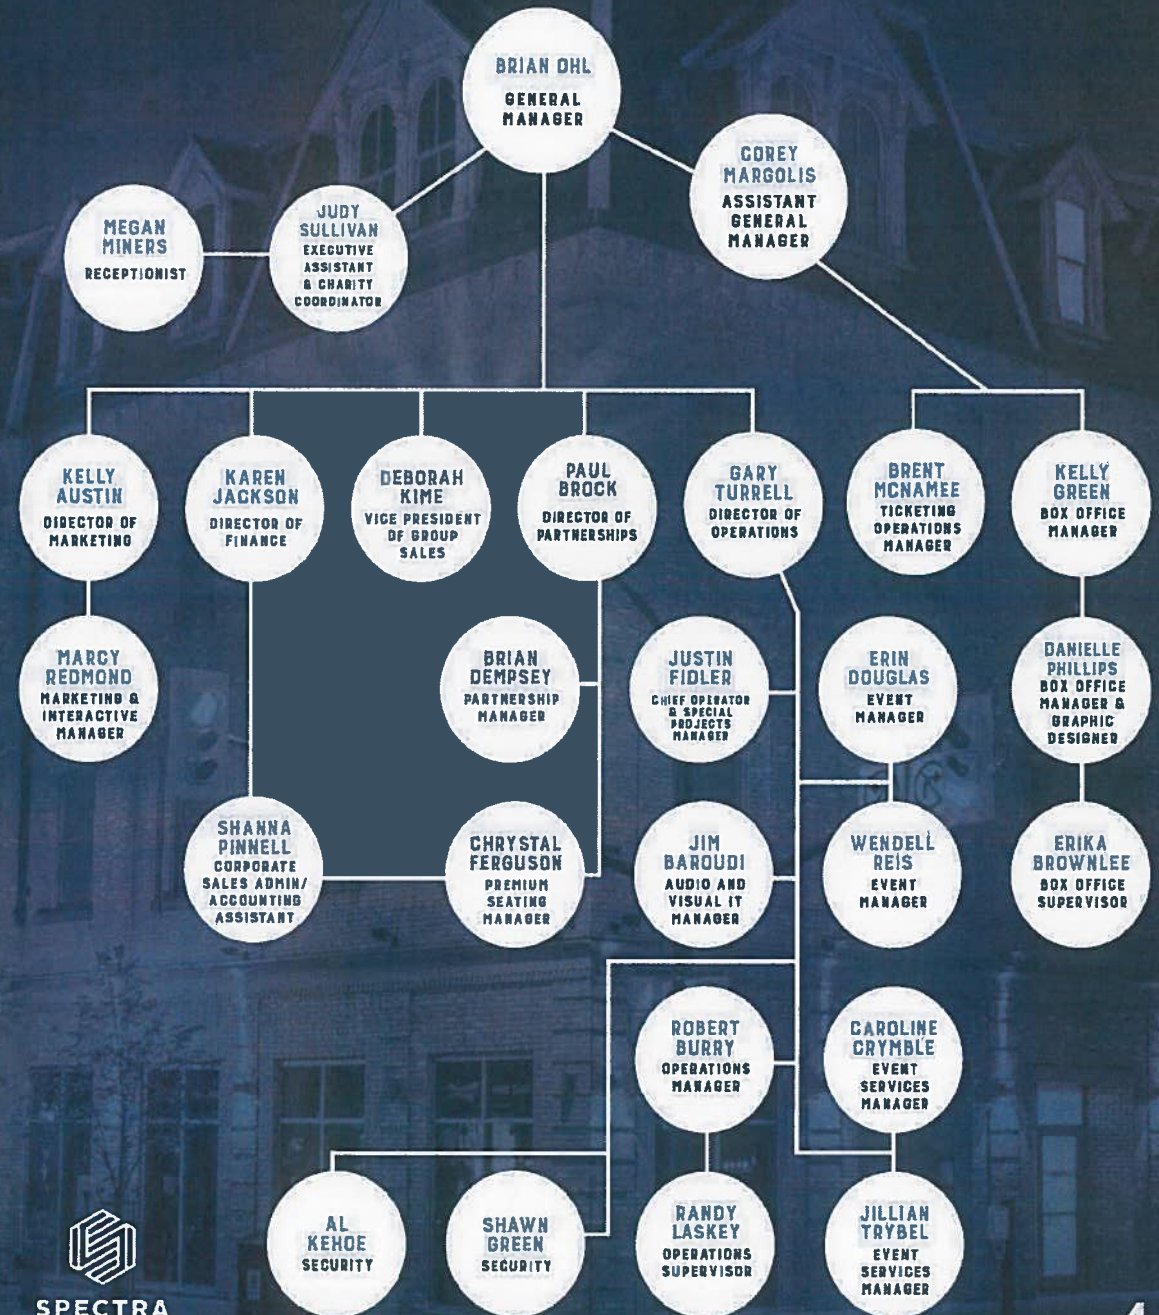 BRIAN OHL
GENERAL
MANAGER
COREY
MARGOLIS
ASSISTANT
GENERAL
MANAGER
MEGAN
MINERS
RECEPTIONIST
JUDY
SULLIVAN
EXECUTIVE
ASSISTANT
& CHARITY
COORDINATOR
KELLY
AUSTIN
DIRECTOR OF
MARKETING
KAREN
JACKSON
DIRECTOR OF
FINANCE
DEBORAH
KIME
VICE PRESIDENT
OF GROUP
SALES
PAUL
BROCK
DIRECTOR OF
PARTNERSHIPS
GARY
TURRELL
DIRECTOR OF
OPERATIONS
BRENT
MCNAMEE
TICKETING
OPERATIONS
MANAGER
KELLY
GREEN
BOX OFFICE
MANAGER
MARCY
REDMOND
MARKETING &
INTERACTIVE
MANAGER
BRIAN
DEMPSEY
PARTNERSHIP
MANAGER
JUSTIN
FIDLER
CHIEF OPERATOR
& SPECIAL
PROJECTS
MANAGER
ERIN
DOUGLAS
EVENT
MANAGER
DANIELLE
PHILLIPS
BOX OFFICE
MANAGER &
GRAPHIC
DESIGNER
SHANNA
PINNELL
CORPORATE
SALES ADMIN/
ACCOUNTING
ASSISTANT
CHRYSTAL
FERGUSON
PREMIUM
SEATING
MANAGER
JIM
BAROUDI
AUDIO AND
VISUAL IT
MANAGER
WENDELL
REIS
EVENT
MANAGER
ERIKA
BROWNLEE
BOX OFFICE
SUPERVISOR
ROBERT
BURRY
OPERATIONS
MANAGER
CAROLINE
CRYMBLE
EVENT
SERVICES
MANAGER
AL
KEHOE
SECURITY
SHAWN
GREEN
SECURITY
RANDY
LASKEY
OPERATIONS
SUPERVISOR
JILLIAN
TRYBEL
EVENT
SERVICES
MANAGER
SPECTRA